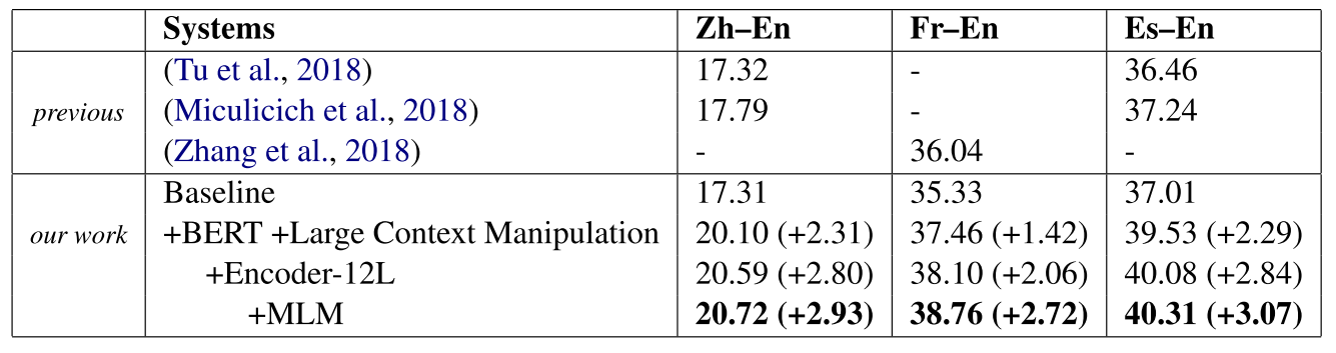 Systems Zh–En Fr–En Es–En
(Tu et al., 2018) 17.32 - 36.46
previous (Miculicich et al., 2018) 17.79 - 37.24
(Zhang et al., 2018) - 36.04 -
Baseline 17.31 35.33 37.01
our work +BERT +Large Context Manipulation 20.10 (+2.31) 37.46 (+1.42) 39.53 (+2.29)
+Encoder-12L 20.59 (+2.80) 38.10 (+2.06) 40.08 (+2.84)
+MLM 20.72 (+2.93) 38.76 (+2.72) 40.31 (+3.07)